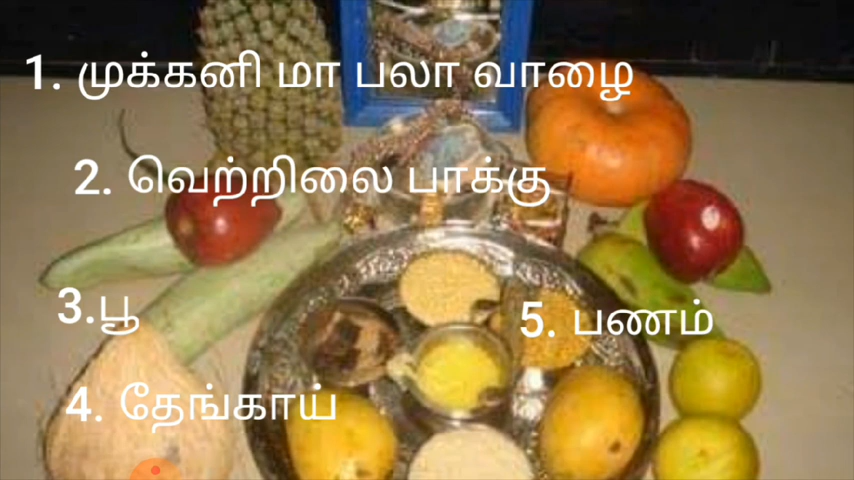 1. முக்கனி மா பலா வாழை
2. வெற்றிலை பாக்கு
3.பூ
4. தேங்காய்
5. பணம்